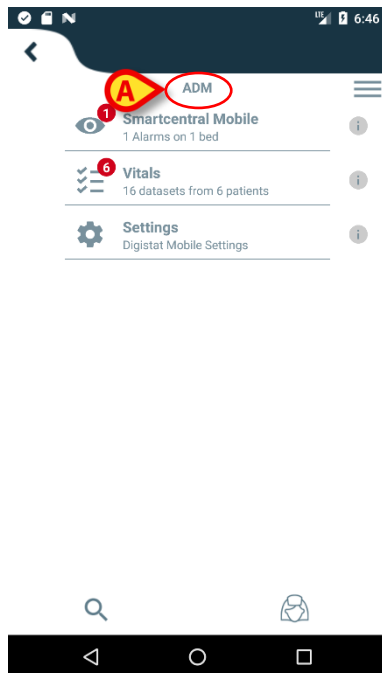 LTE 6:46
A ADM
1 Smartcentral Mobile
1 Alarms on 1 bed
i
6 Vitals
16 datasets from 6 patients
i
Settings
Digistat Mobile Settings
i